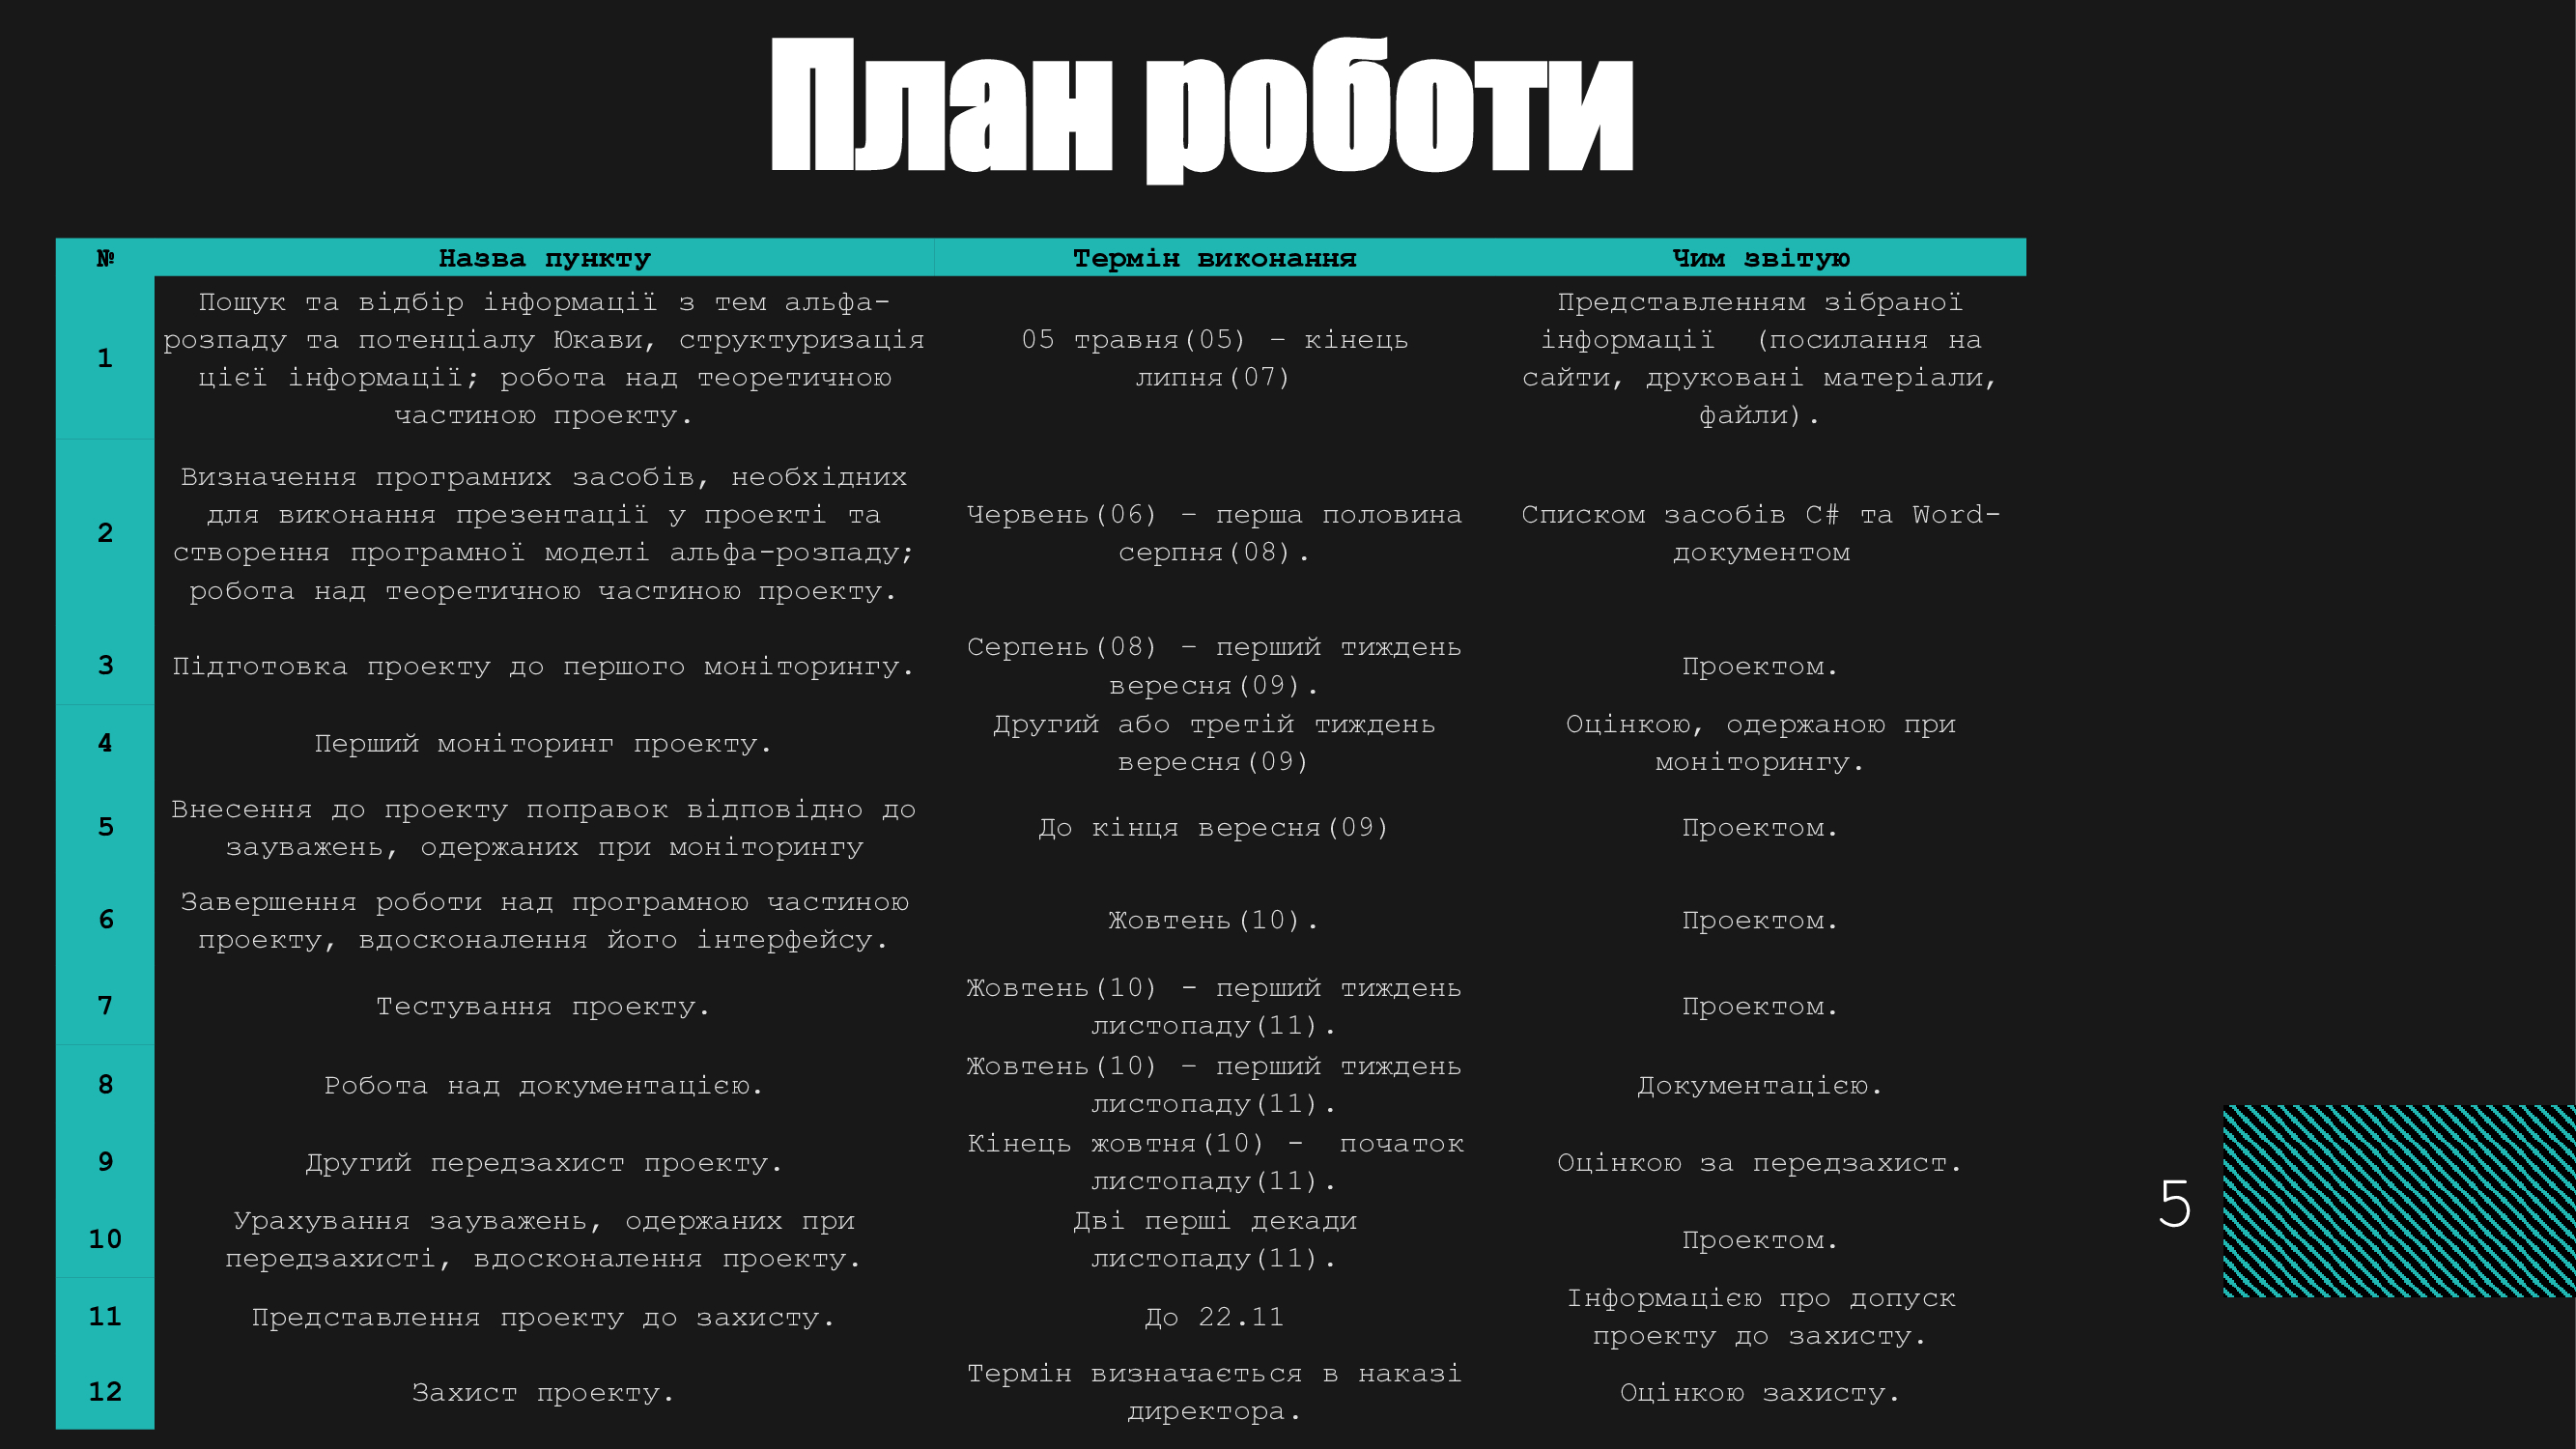 План роботи
№ Назва пункту Термін виконання Чим звітую
1
Пошук та відбір інформації з тем альфа-
розпаду та потенціалу Юкави, структуризація
цієї інформації; робота над теоретичною
частиною проекту.
05 травня(05) – кінець
липня(07)
Представленням зібраної
інформації  (посилання на
сайти, друковані матеріали,
файли).
2
Визначення програмних засобів, необхідних
для виконання презентації у проекті та
створення програмної моделі альфа-розпаду;
робота над теоретичною частиною проекту.
Червень(06) – перша половина
серпня(08).
Списком засобів C# та Word-
документом
3
Підготовка проекту до першого моніторингу.
Серпень(08) – перший тиждень
вересня(09).
Проектом.
4
Перший моніторинг проекту.
Другий або третій тиждень
вересня(09)
Оцінкою, одержаною при
моніторингу.
5
Внесення до проекту поправок відповідно до
зауважень, одержаних при моніторингу
До кінця вересня(09)
Проектом.
6
Завершення роботи над програмною частиною
проекту, вдосконалення його інтерфейсу.
Жовтень(10).
Проектом.
7
Тестування проекту.
Жовтень(10) - перший тиждень
листопаду(11).
Проектом.
8
Робота над документацією.
Жовтень(10) – перший тиждень
листопаду(11).
Документацією.
9
Другий передзахист проекту.
Кінець жовтня(10) -  початок
листопаду(11).
Оцінкою за передзахист.
10
Урахування зауважень, одержаних при
передзахисті, вдосконалення проекту.
Дві перші декади
листопаду(11).
Проектом.
11
Представлення проекту до захисту.
До 22.11
Інформацією про допуск
проекту до захисту.
12
Захист проекту.
Термін визначається в наказі
директора.
Оцінкою захисту.
5